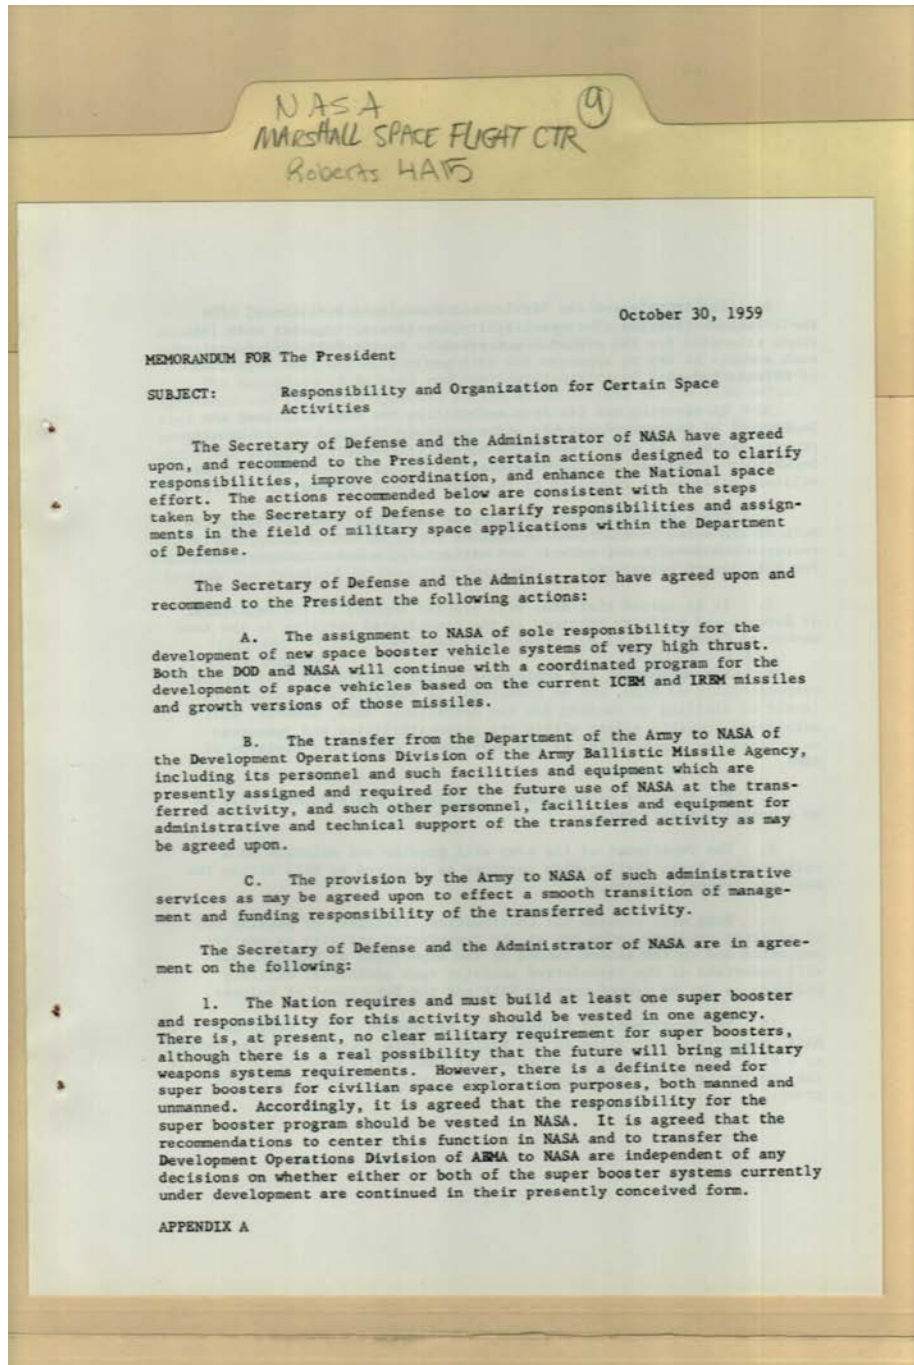 NASA
9
MARSHALL SPACE FLIGHT CTR
Roberts 4A15
October 30, 1959
MEMORANDUM FOR The President
SUBJECT: Responsibility and Organization for Certain Space
Activities
The Secretary of Defense and the Administrator of NASA have agreed
upon, and recommend to the President, certain actions designed to clarify
responsibilities, improve coordination, and enhance the National space
effort. The actions recommended below are consistent with the steps
taken by the Secretary of Defense to clarify responsibilities and assign-
ments in the field of military space applications within the Department
of Defense.
The Secretary of Defense and the Administrator have agreed upon and
recommend to the President the following actions:
A. The assignment to NASA of sole responsibility for the
development of new space booster vehicle systems of very high thrust.
Both the DOD and NASA will continue with a coordinated program for the
development of space vehicles based on the current ICBM and IRBM missiles
and growth versions of those missiles.
B. The transfer from the Department of the Army to NASA of
the Development Operations Division of the Army Ballistic Missile Agency,
including its personnel and such facilities and equipment which are
presently assigned and required for the future use of NASA at the trans-
ferred activity, and such other personnel, facilities and equipment for
administrative and technical support of the transferred activity as may
be agreed upon.
C. The provision by the Army to NASA of such administrative
services as may be agreed upon to effect a smooth transition of manage-
ment and funding responsibility of the transferred activity.
The Secretary of Defense and the Administrator of NASA are in agree-
ment on the following:
1. The Nation requires and must build at least one super booster
and responsibility for this activity should be vested in one agency.
There is, at present, no clear military requirement for super boosters,
although there is a real possibility that the future will bring military
weapons systems requirements. However, there is a definite need for
super boosters for civilian space exploration purposes, both manned and
unmanned. Accordingly, it is agreed that the responsibility for the
super booster program should be vested in NASA. It is agreed that the
recommendations to center this function in NASA and to transfer the
Development Operations Division of ABMA to NASA are independent of any
decisions on whether either or both of the super booster systems currently
under development are continued in their presently conceived form.
APPENDIX A